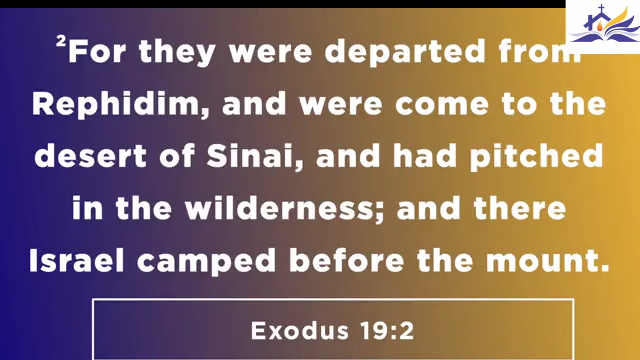 ²For they were departed from
Rephidim, and were come to the
desert of Sinai, and had pitched
in the wilderness; and there
Israel camped before the mount.
Exodus 19:2